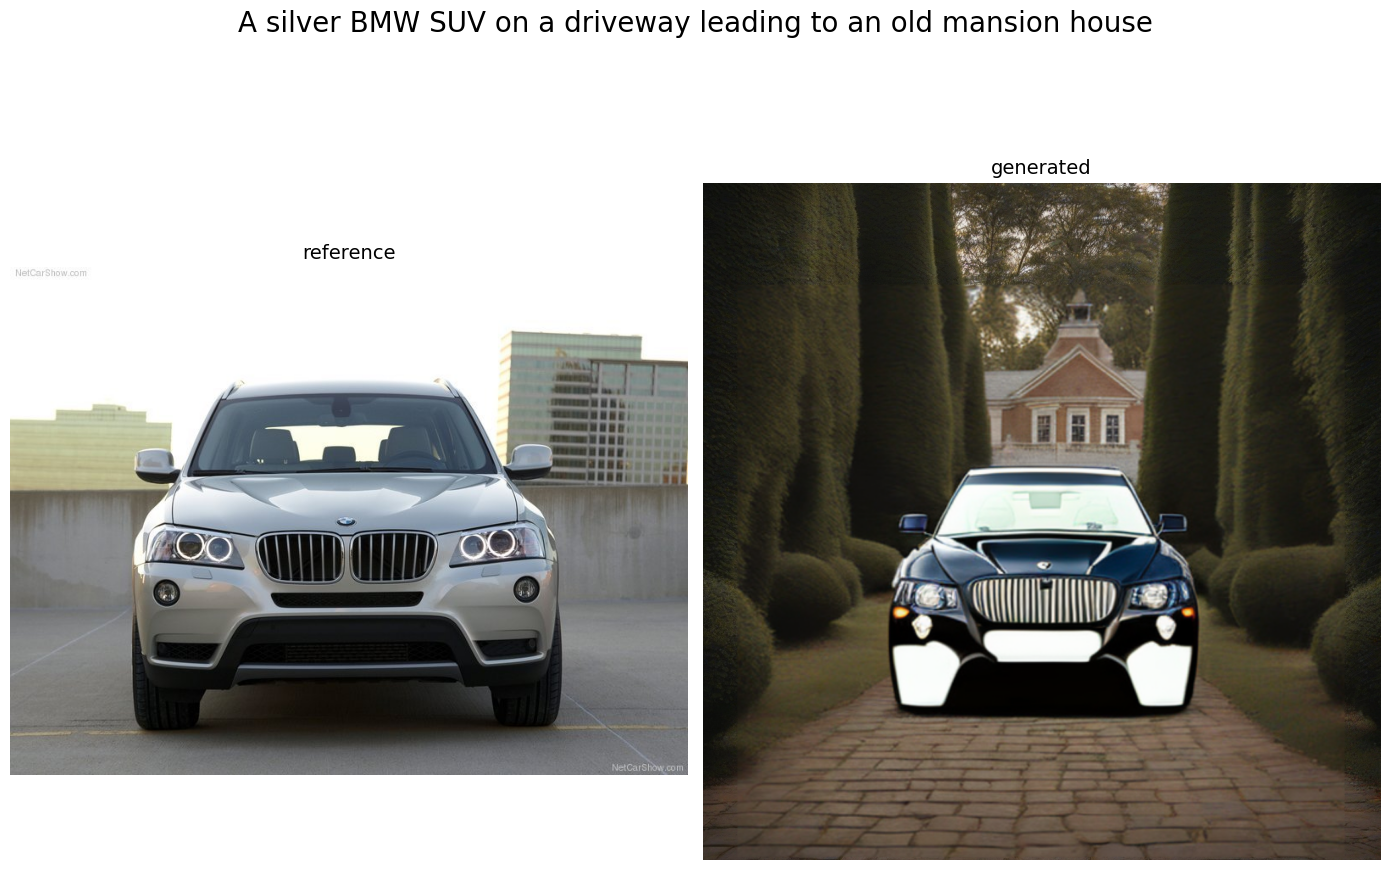 A silver BMW SUV on a driveway leading to an old mansion house
generated
reference
NetCarShow.com
NetCarShow.com